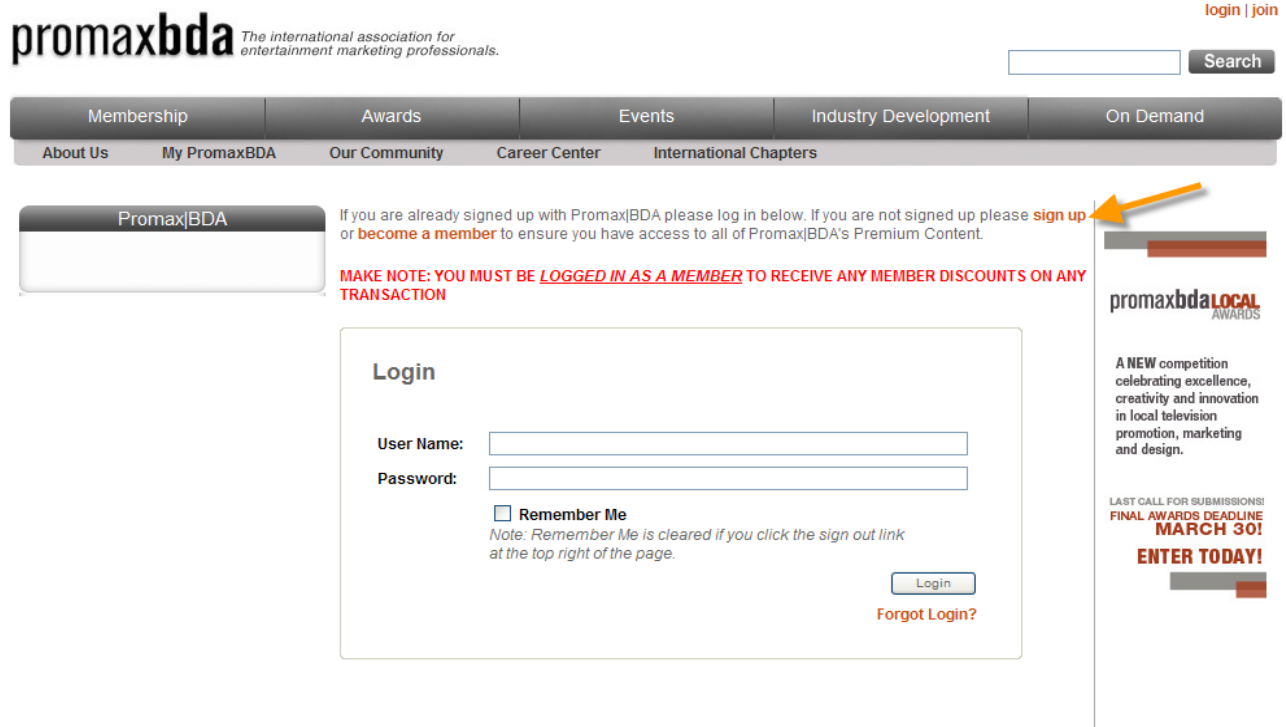 login | join
promaxbda The international association for
entertainment marketing professionals.
Search
Membership Awards Events Industry Development On Demand
About Us My PromaxBDA Our Community Career Center International Chapters
Promax|BDA
If you are already signed up with Promax|BDA please log in below. If you are not signed up please sign up
or become a member to ensure you have access to all of Promax|BDA's Premium Content.
MAKE NOTE: YOU MUST BE LOGGED IN AS A MEMBER TO RECEIVE ANY MEMBER DISCOUNTS ON ANY
TRANSACTION
Login
User Name:
Password:
Remember Me
Note: Remember Me is cleared if you click the sign out link
at the top right of the page.
Login
Forgot Login?
promaxbdaLOCAL
AWARDS
A NEW competition
celebrating excellence,
creativity and innovation
in local television
promotion, marketing
and design.
LAST CALL FOR SUBMISSIONS!
FINAL AWARDS DEADLINE
MARCH 30!
ENTER TODAY!